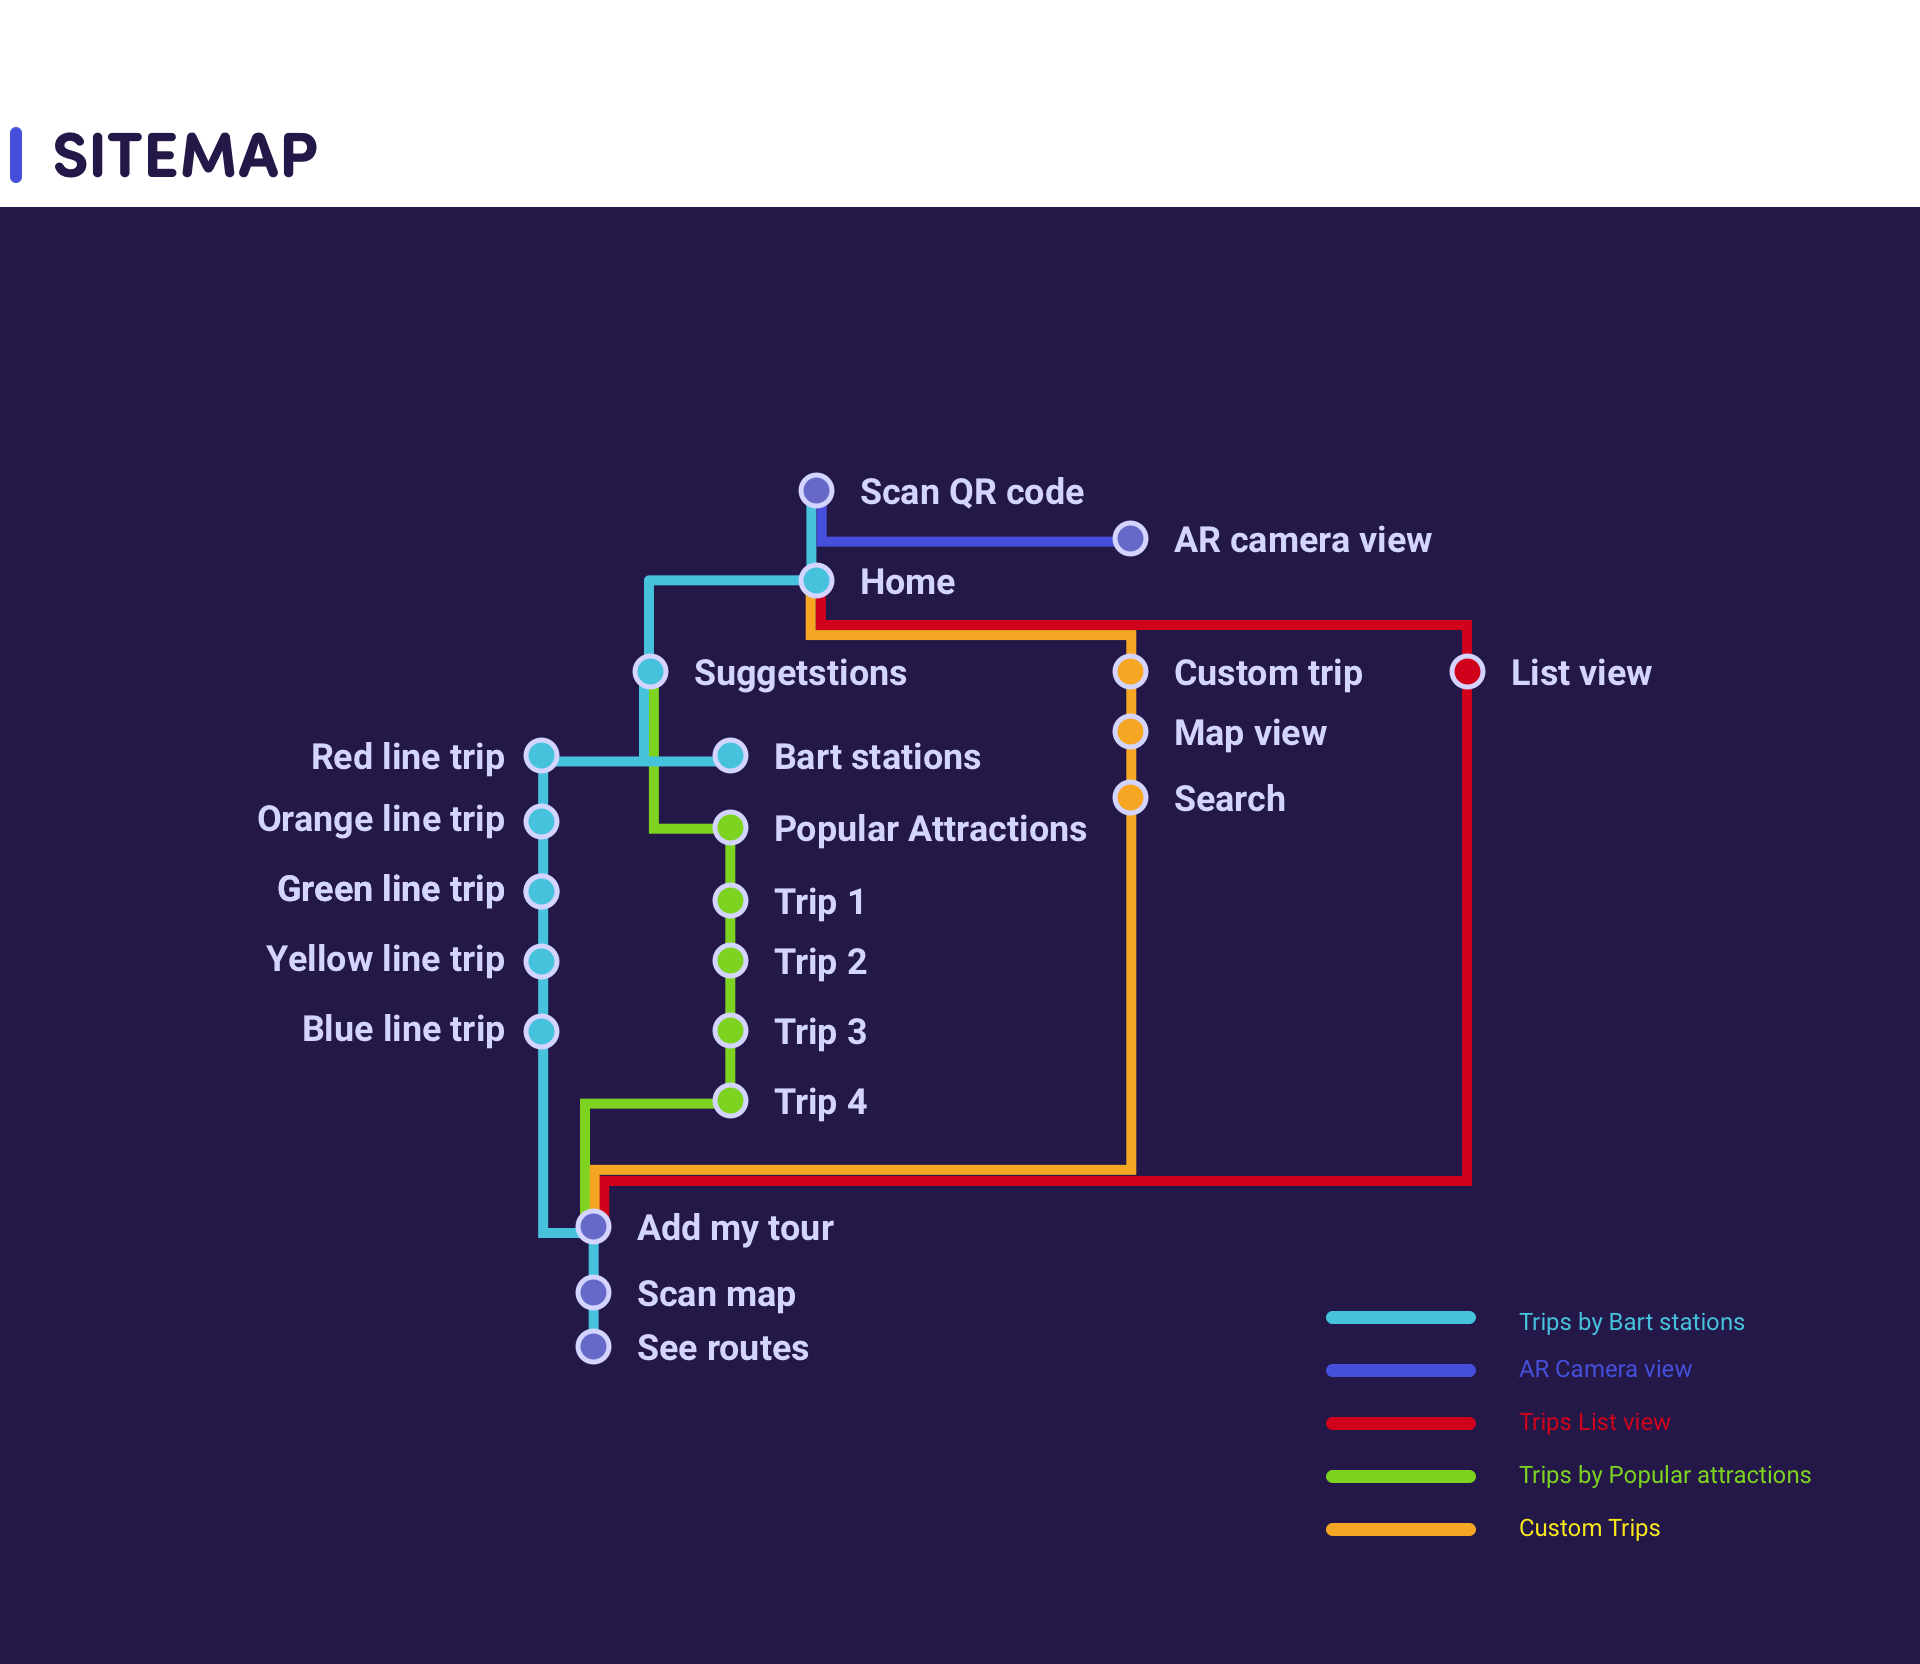 SITEMAP
Scan QR code
AR camera view
Home
Suggetstions
Custom trip
List view
Map view
Red line trip
Bart stations
Search
Orange line trip
Popular Attractions
Green line trip
Trip 1
Yellow line trip
Trip 2
Blue line trip
Trip 3
Trip 4
Add my tour
Scan map
See routes
Trips by Bart stations
AR Camera view
Trips List view
Trips by Popular attractions
Custom Trips